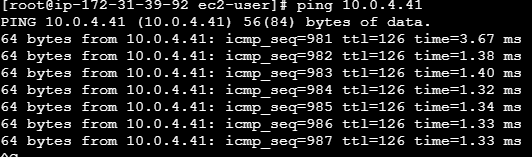 [root@ip-172-31-39-92 ec2-user]# ping 10.0.4.41
PING 10.0.4.41 (10.0.4.41) 56(84) bytes of data.
64 bytes from 10.0.4.41: icmp_seq=981 ttl=126 time=3.67 ms
64 bytes from 10.0.4.41: icmp_seq=982 ttl=126 time=1.38 ms
64 bytes from 10.0.4.41: icmp_seq=983 ttl=126 time=1.40 ms
64 bytes from 10.0.4.41: icmp_seq=984 ttl=126 time=1.32 ms
64 bytes from 10.0.4.41: icmp_seq=985 ttl=126 time=1.34 ms
64 bytes from 10.0.4.41: icmp_seq=986 ttl=126 time=1.33 ms
64 bytes from 10.0.4.41: icmp_seq=987 ttl=126 time=1.33 ms